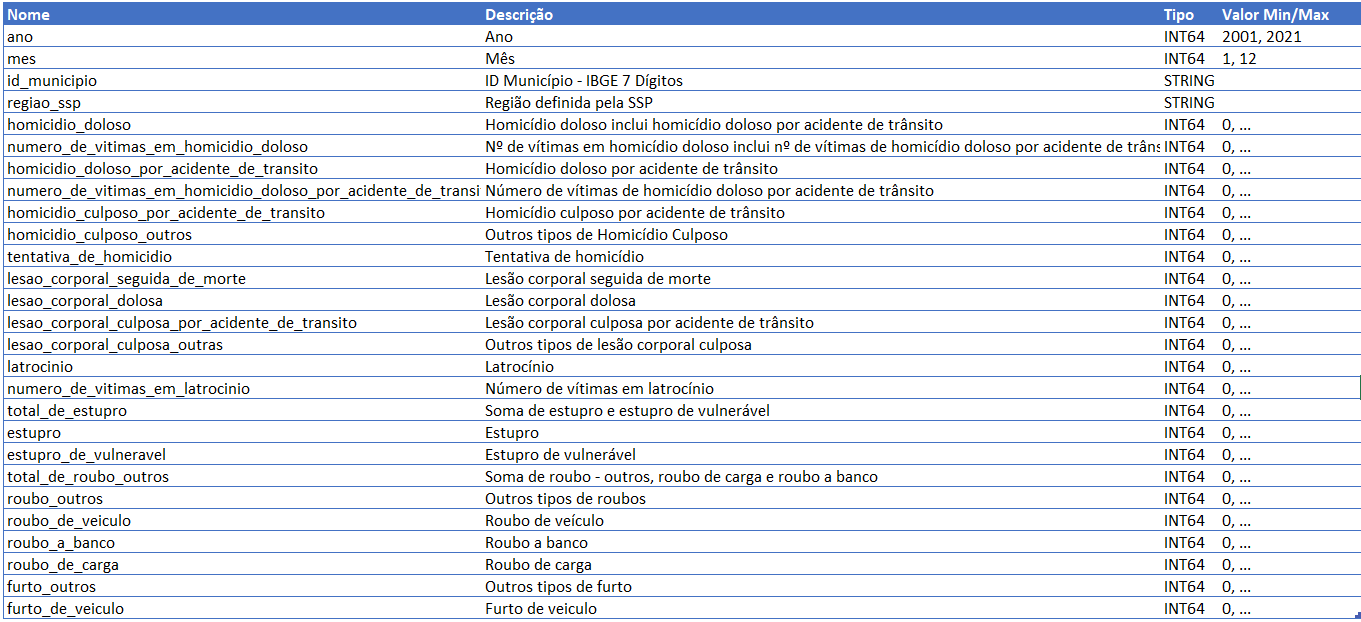 Nome Descrição Tipo Valor Min/Max
ano Ano INT64 2001, 2021
mes Mês INT64 1, 12
id_municipio ID Município - IBGE 7 Dígitos STRING
regiao_ssp Região definida pela SSP STRING
homicidio_doloso Homicídio doloso inclui homicídio doloso por acidente de trânsito INT64 0, ...
numero_de_vitimas_em_homicidio_doloso Nº de vítimas em homicídio doloso inclui nº de vítimas de homicídio doloso por acidente de trâns INT64 0, ...
homicidio_doloso_por_acidente_de_transito Homicídio doloso por acidente de trânsito INT64 0, ...
numero_de_vitimas_em_homicidio_doloso_por_acidente_de_transi Número de vítimas de homicídio doloso por acidente de trânsito INT64 0, ...
homicidio_culposo_por_acidente_de_transito Homicídio culposo por acidente de trânsito INT64 0, ...
homicidio_culposo_outros Outros tipos de Homicídio Culposo INT64 0, ...
tentativa_de_homicidio Tentativa de homicídio INT64 0, ...
lesao_corporal_seguida_de_morte Lesão corporal seguida de morte INT64 0, ...
lesao_corporal_dolosa Lesão corporal dolosa INT64 0, ...
lesao_corporal_culposa_por_acidente_de_transito Lesão corporal culposa por acidente de trânsito INT64 0, ...
lesao_corporal_culposa_outras Outros tipos de lesão corporal culposa INT64 0, ...
latrocinio Latrocínio INT64 0, ...
numero_de_vitimas_em_latrocinio Número de vítimas em latrocínio INT64 0, ...
total_de_estupro Soma de estupro e estupro de vulnerável INT64 0, ...
estupro Estupro INT64 0, ...
estupro_de_vulneravel Estupro de vulnerável INT64 0, ...
total_de_roubo_outros Soma de roubo - outros, roubo de carga e roubo a banco INT64 0, ...
roubo_outros Outros tipos de roubos INT64 0, ...
roubo_de_veiculo Roubo de veículo INT64 0, ...
roubo_a_banco Roubo a banco INT64 0, ...
roubo_de_carga Roubo de carga INT64 0, ...
furto_outros Outros tipos de furto INT64 0, ...
furto_de_veiculo Furto de veiculo INT64 0, ...